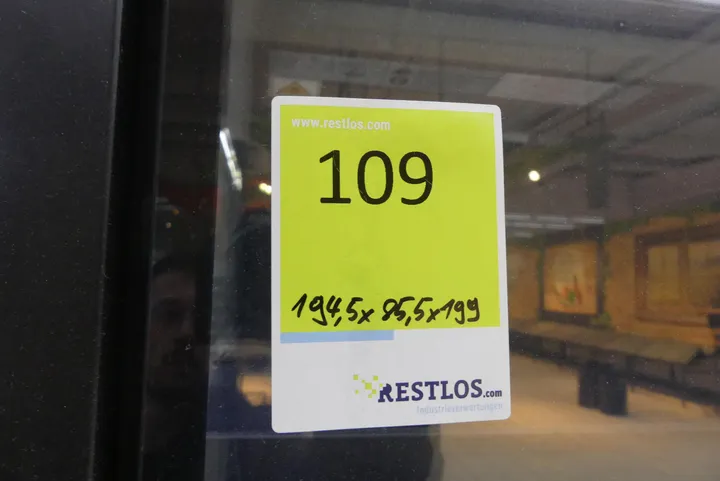 www.restlos.com
109
194,5x 85,5x199
RESTLOS.com
Industrieverwertungen